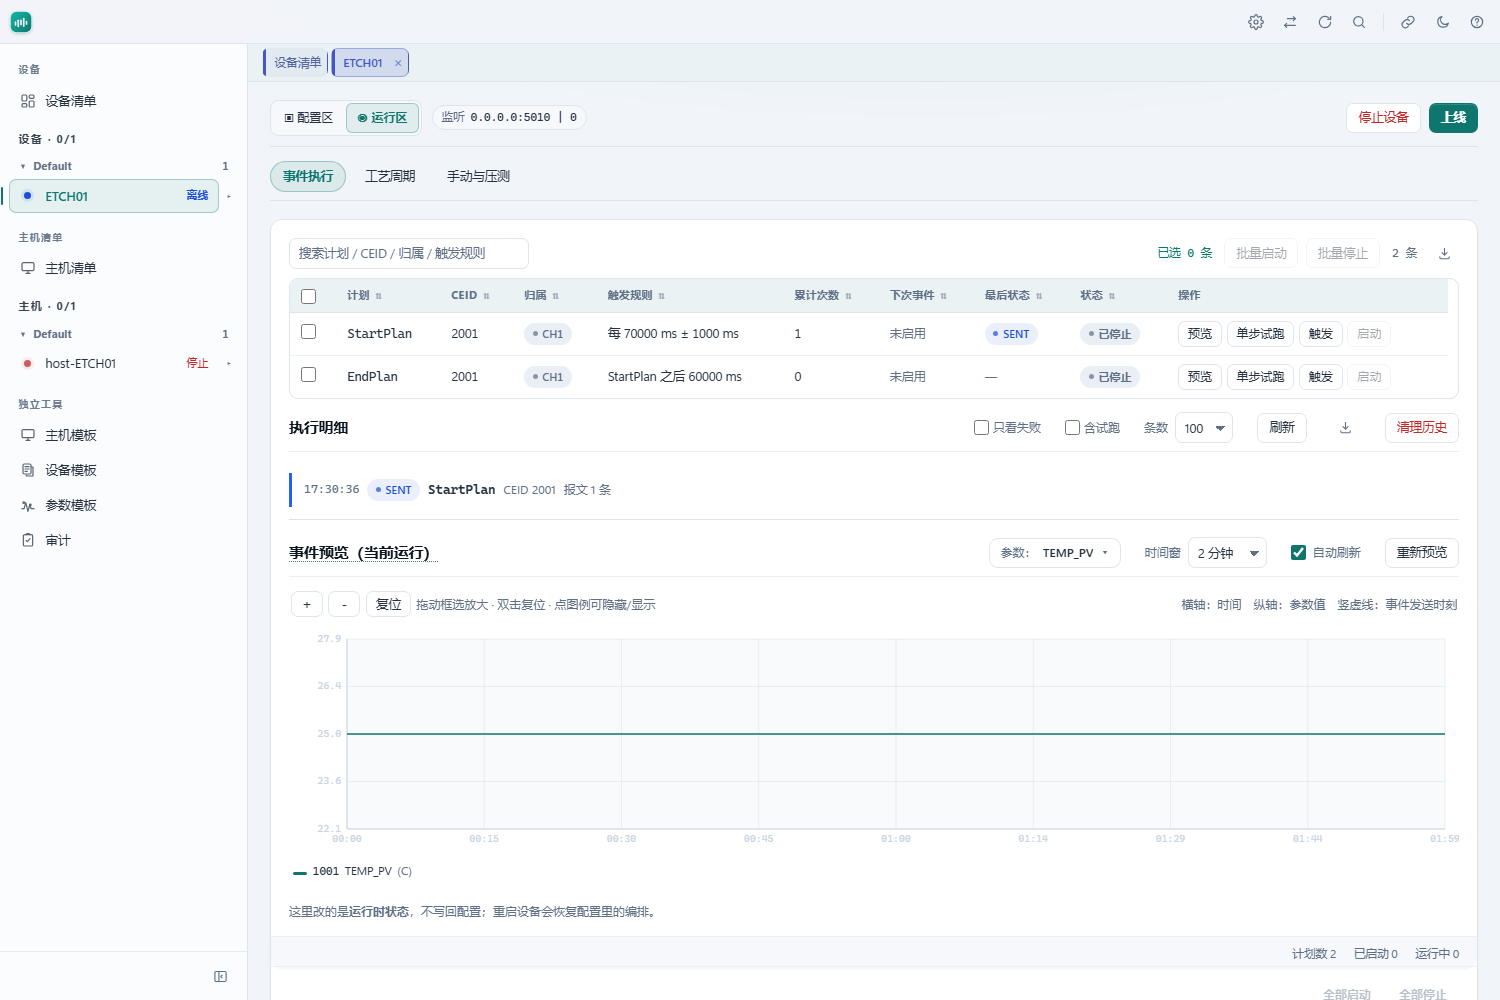 设备清单
ETCH01 ×
设备
设备清单
设备 · 0/1
Default 1
ETCH01 离线
主机清单
主机清单
主机 · 0/1
Default 1
host-ETCH01 停止
独立工具
主机模板
设备模板
参数模板
审计
配置区 运行区 监听 0.0.0.0:5010 | 0 停止设备 上线
事件执行 工艺周期 手动与压测
搜索计划 / CEID / 归属 / 触发规则 已选 0 条 批量启动 批量停止 2 条
计划 CEID 归属 触发规则 累计次数 下次事件 最后状态 状态 操作
StartPlan 2001 CH1 每 70000 ms ± 1000 ms 1 未启用 SENT 已停止 预览 单步试跑 触发 启动
EndPlan 2001 CH1 StartPlan 之后 60000 ms 0 未启用 — 已停止 预览 单步试跑 触发 启动
执行明细 只看失败 含试跑 条数 100 刷新 清理历史
17:30:36 SENT StartPlan CEID 2001 报文 1 条
事件预览（当前运行） 参数： TEMP_PV 时间窗 2 分钟 自动刷新 重新预览
+ - 复位 拖动框选放大 · 双击复位 · 点图例可隐藏/显示 横轴：时间 纵轴：参数值 竖虚线：事件发送时刻
27.9
26.4
25.0
23.6
22.1
00:00 00:15 00:30 00:45 01:00 01:14 01:29 01:44 01:59
1001 TEMP_PV (C)
这里改的是运行时状态，不写回配置；重启设备会恢复配置里的编排。
计划数 2 已启动 0 运行中 0
全部启动 全部停止